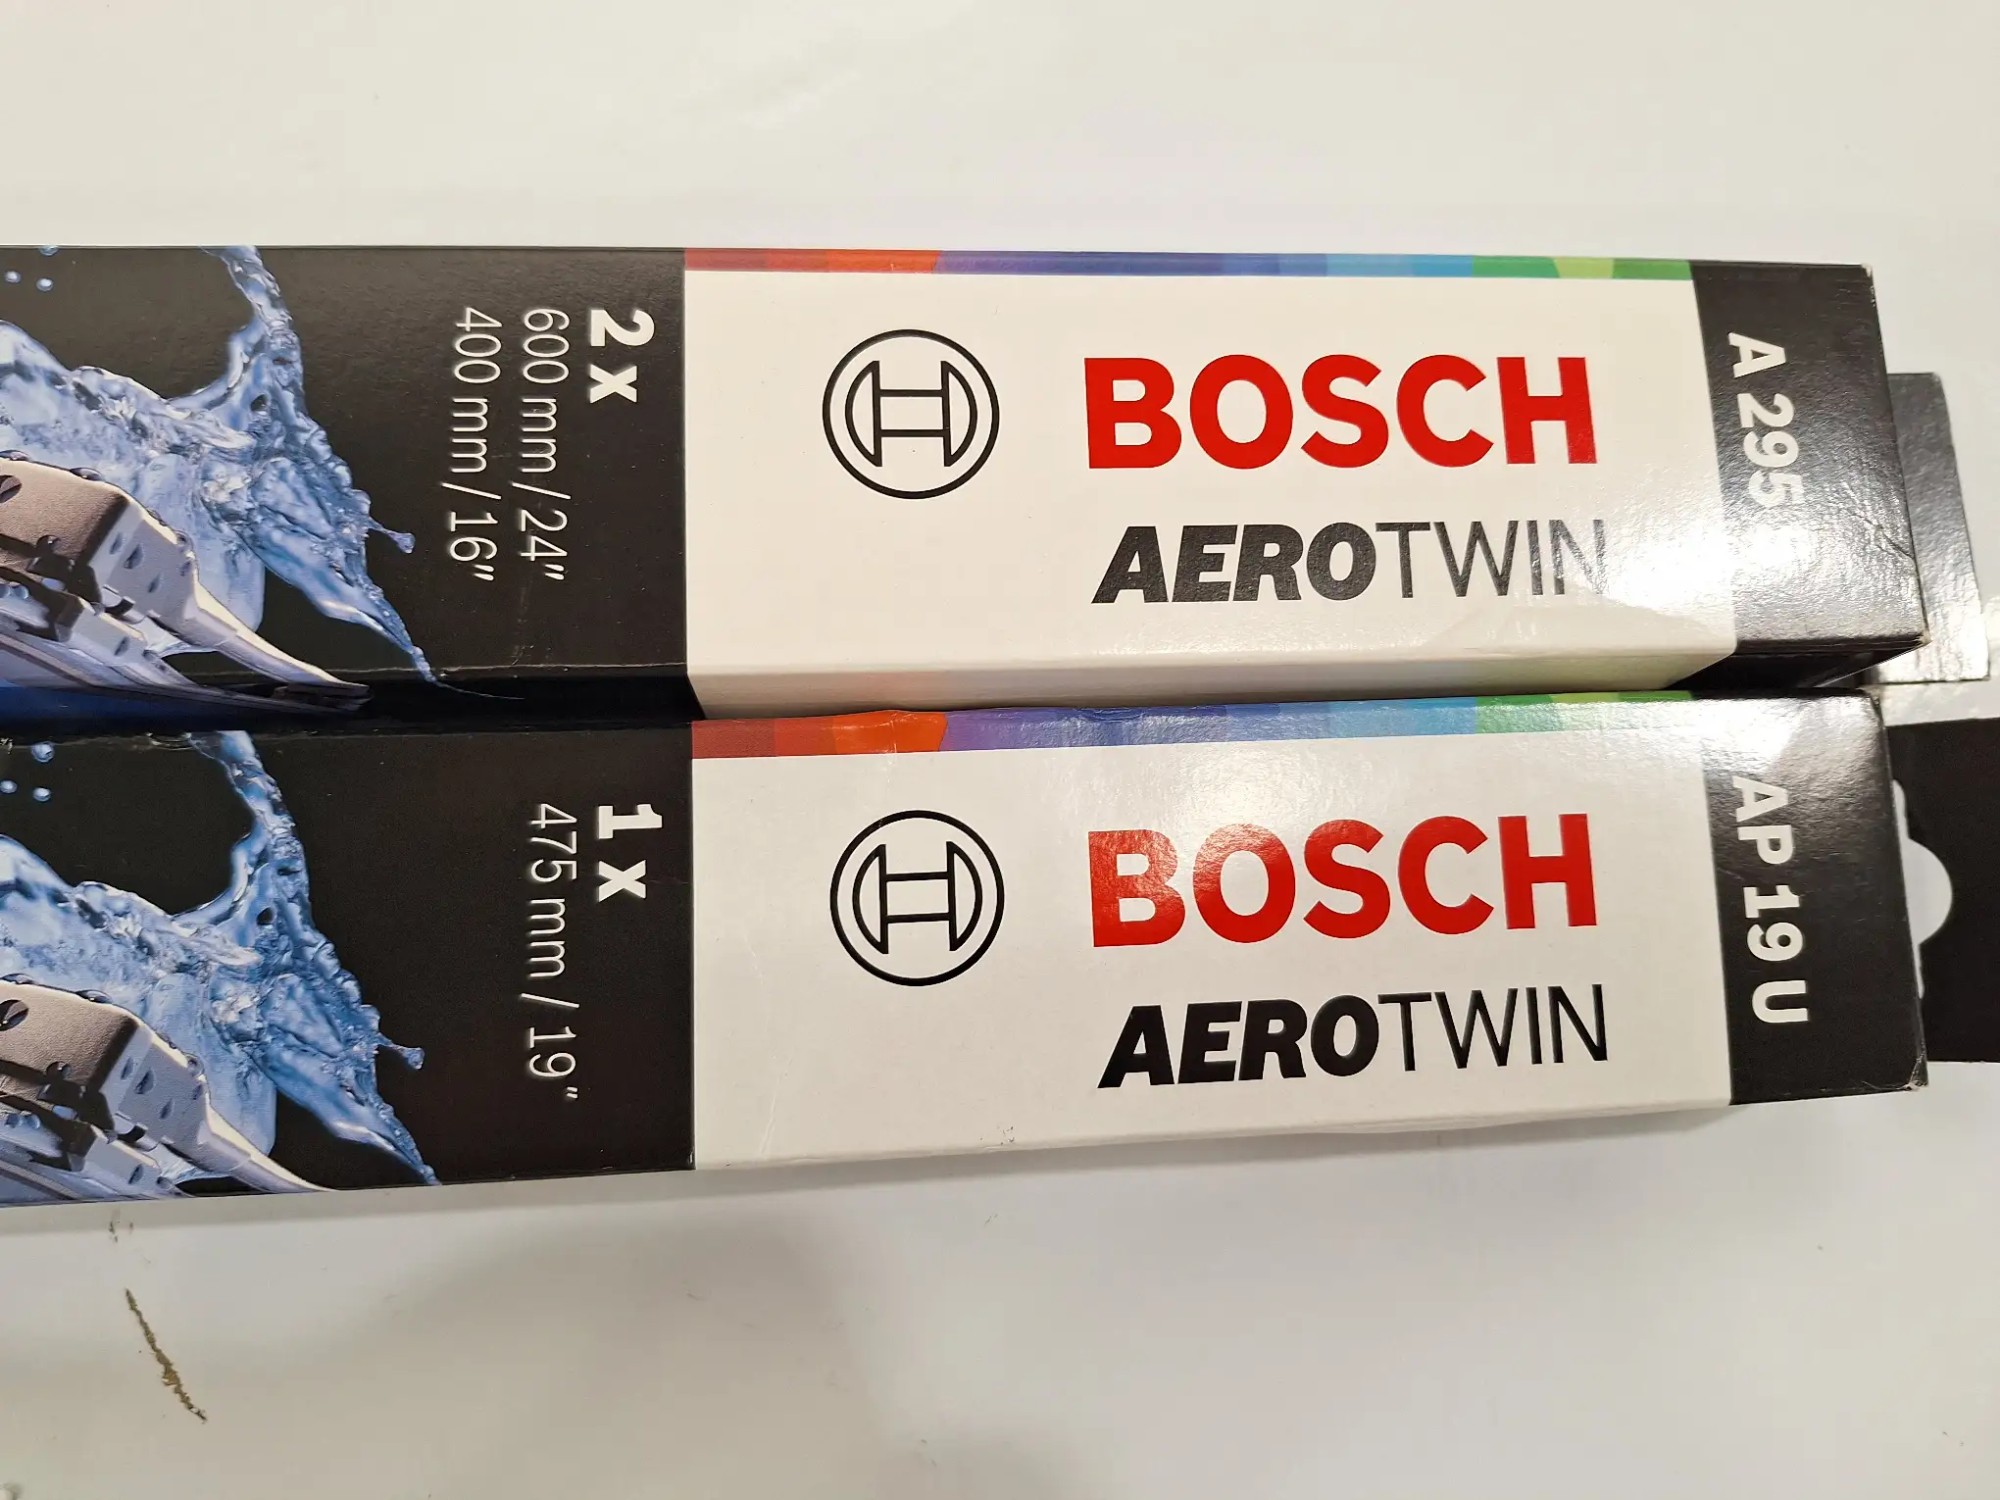 2 x
600 mm / 24"
400 mm / 16"
BOSCH
AEROTWIN
A 295
1 x
475 mm / 19"
BOSCH
AEROTWIN
AP 19 U